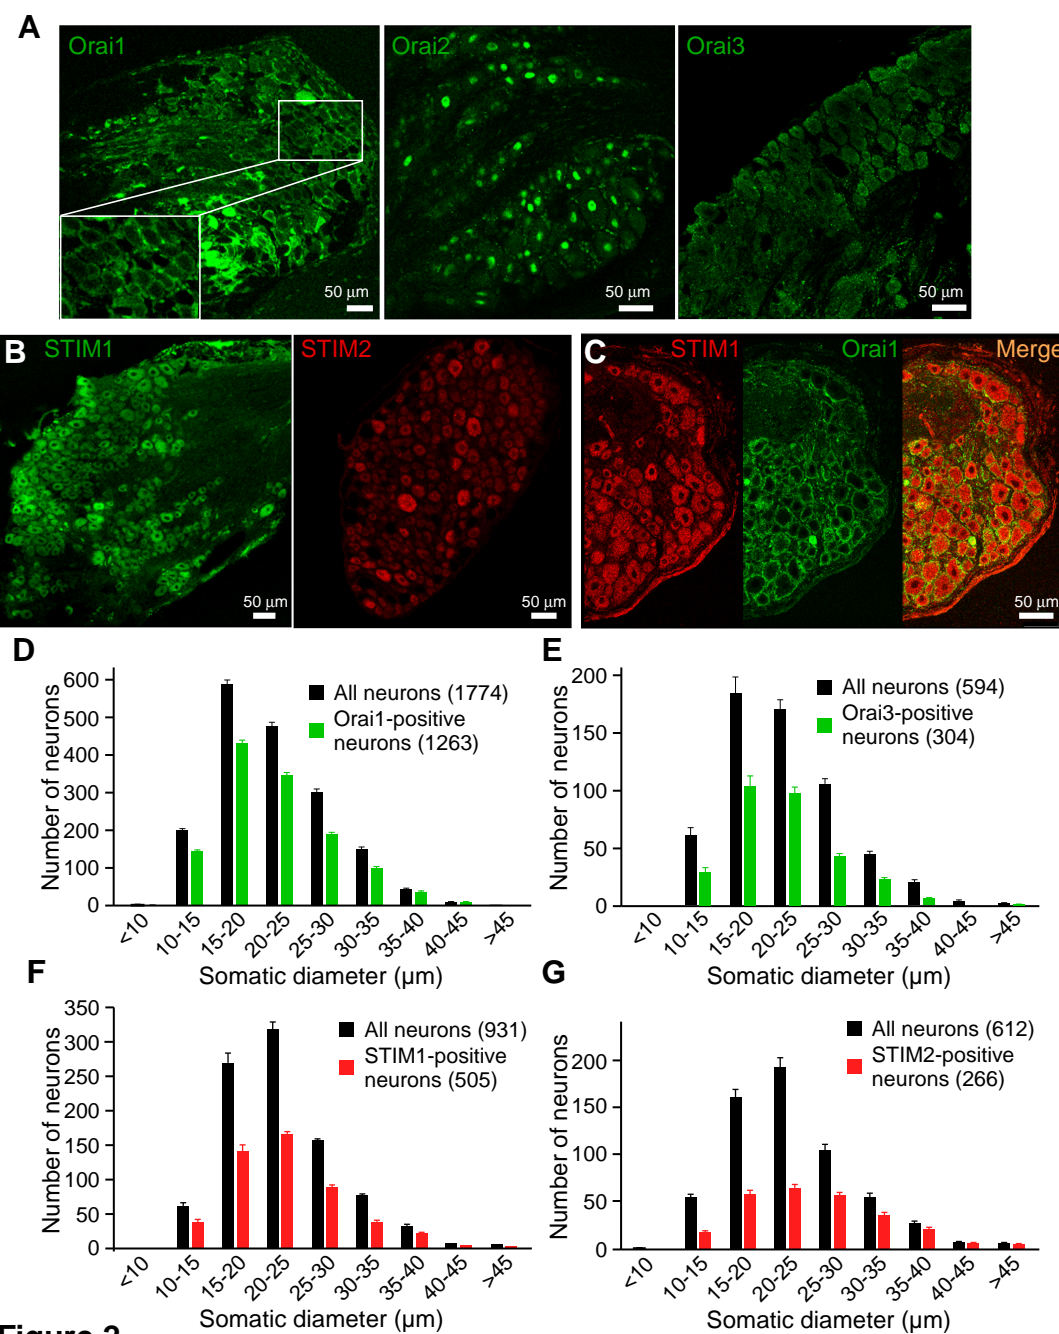 A
Orai1
Orai2
Orai3
50 µm
50 µm
50 µm
B
STIM1
STIM2
C
STIM1
Orai1
Merge
50 µm
50 µm
50 µm
D
Number of neurons
600
500
400
300
200
100
0
All neurons (1774)
Orai1-positive
neurons (1263)
<10
10-15
15-20
20-25
25-30
30-35
35-40
40-45
>45
Somatic diameter (µm)
E
Number of neurons
200
150
100
50
0
All neurons (594)
Orai3-positive
neurons (304)
<10
10-15
15-20
20-25
25-30
30-35
35-40
40-45
>45
Somatic diameter (µm)
F
Number of neurons
350
300
250
200
150
100
50
0
All neurons (931)
STIM1-positive
neurons (505)
<10
10-15
15-20
20-25
25-30
30-35
35-40
40-45
>45
Somatic diameter (µm)
G
Number of neurons
200
150
100
50
0
All neurons (612)
STIM2-positive
neurons (266)
<10
10-15
15-20
20-25
25-30
30-35
35-40
40-45
>45
Somatic diameter (µm)
Figure 2